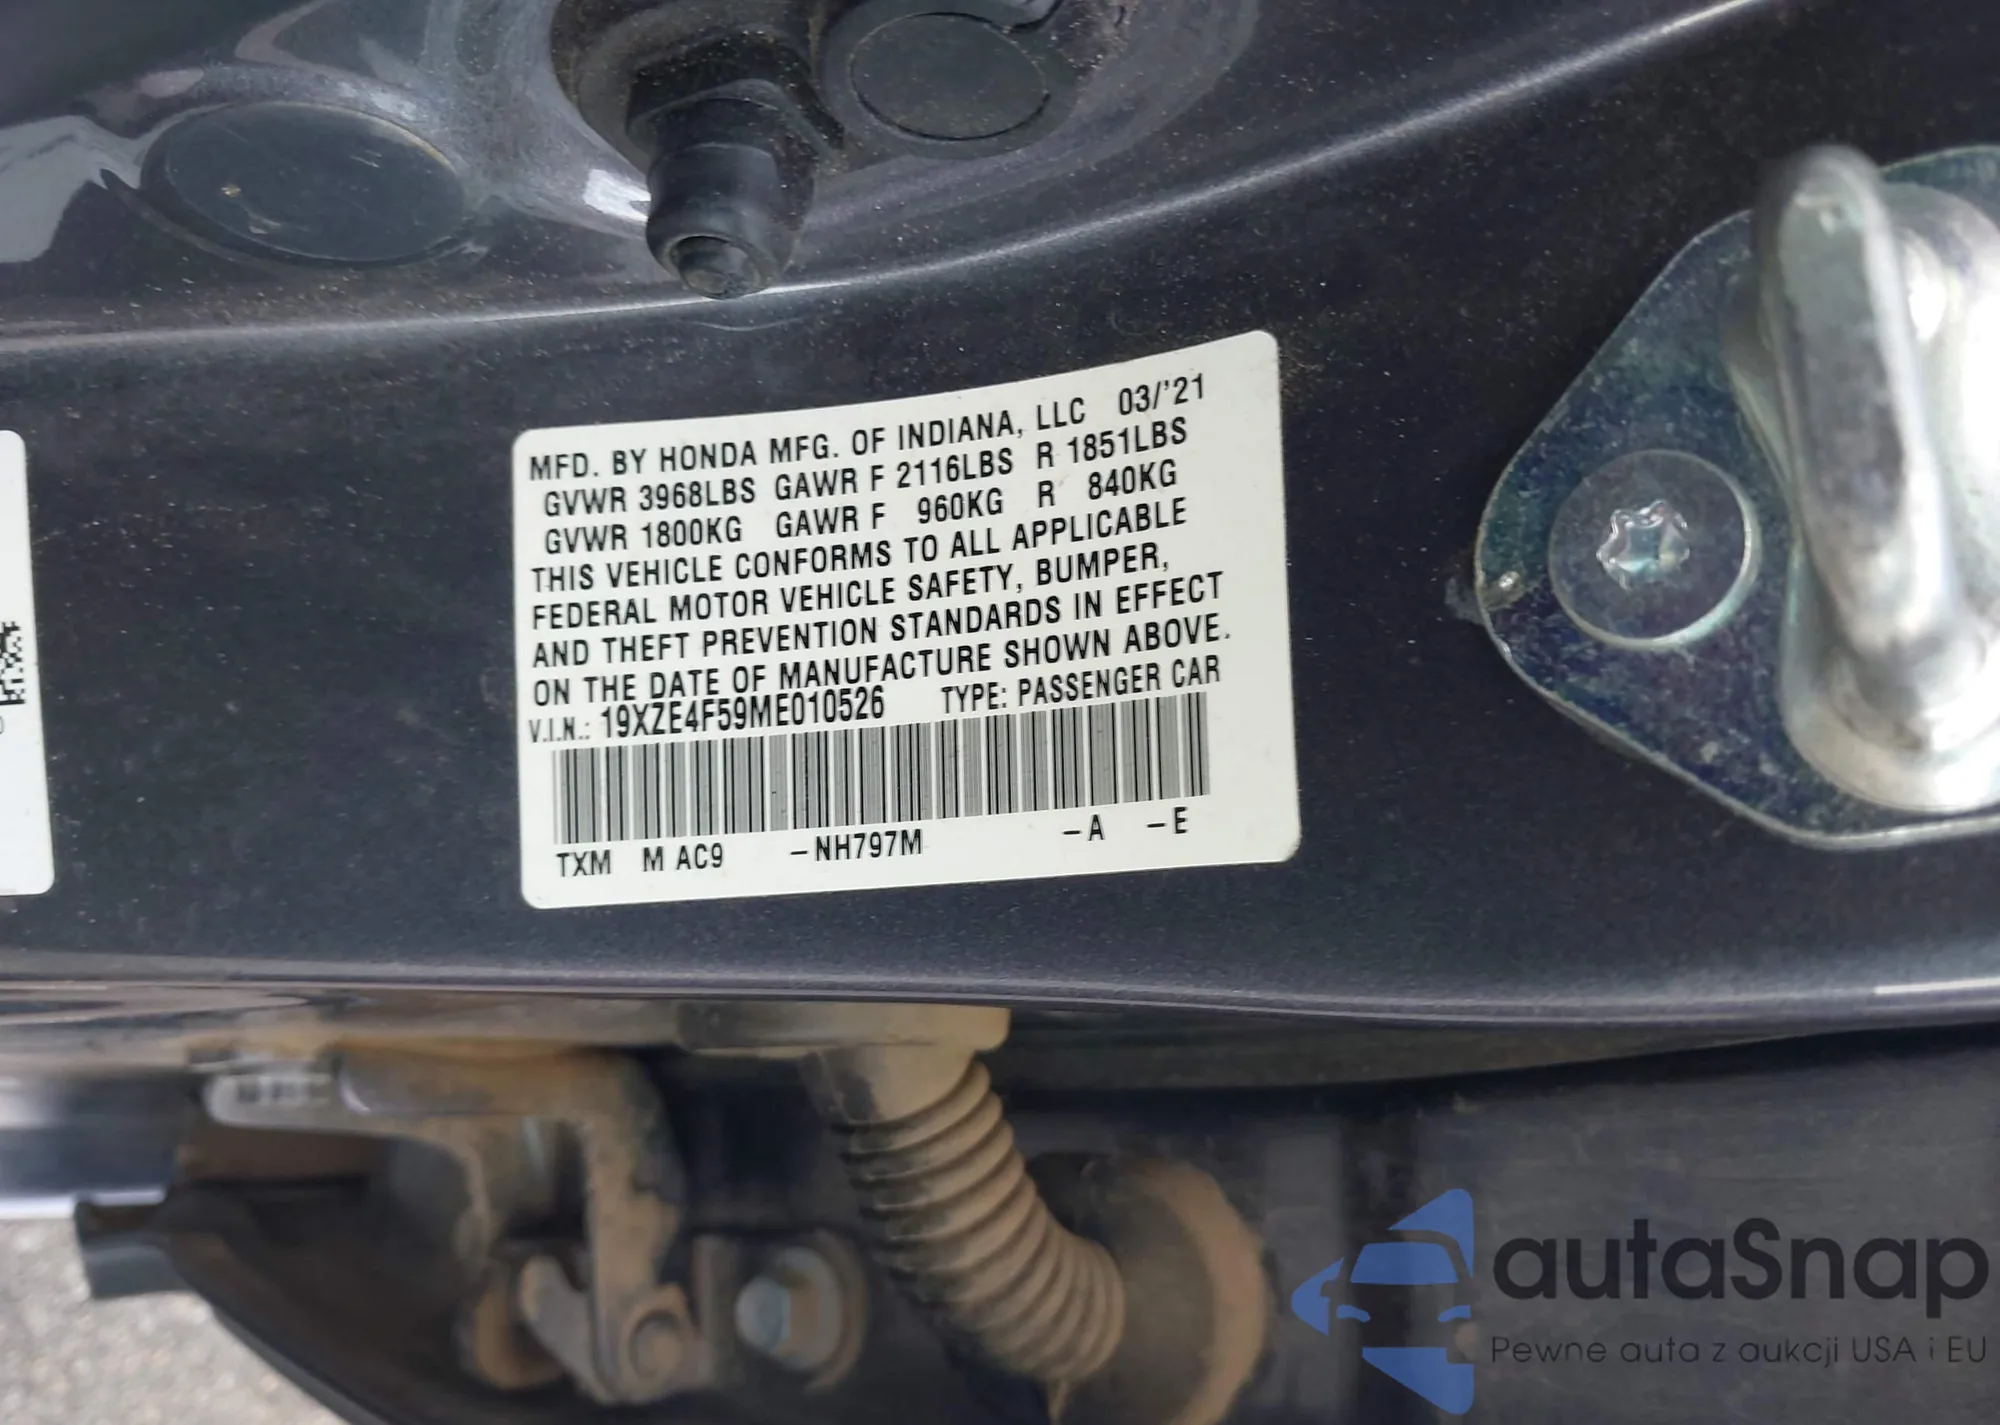 MFD. BY HONDA MFG. OF INDIANA, LLC 03/'21
GVWR 3968LBS GAWR F 2116LBS R 1851LBS
GVWR 1800KG GAWR F 960KG R 840KG
THIS VEHICLE CONFORMS TO ALL APPLICABLE
FEDERAL MOTOR VEHICLE SAFETY, BUMPER,
AND THEFT PREVENTION STANDARDS IN EFFECT
ON THE DATE OF MANUFACTURE SHOWN ABOVE.
V.I.N.: 19XZE4F59ME010526 TYPE: PASSENGER CAR
TXM M AC9 -NH797M -A -E
autaSnap
Pewne auta z aukcji USA i EU